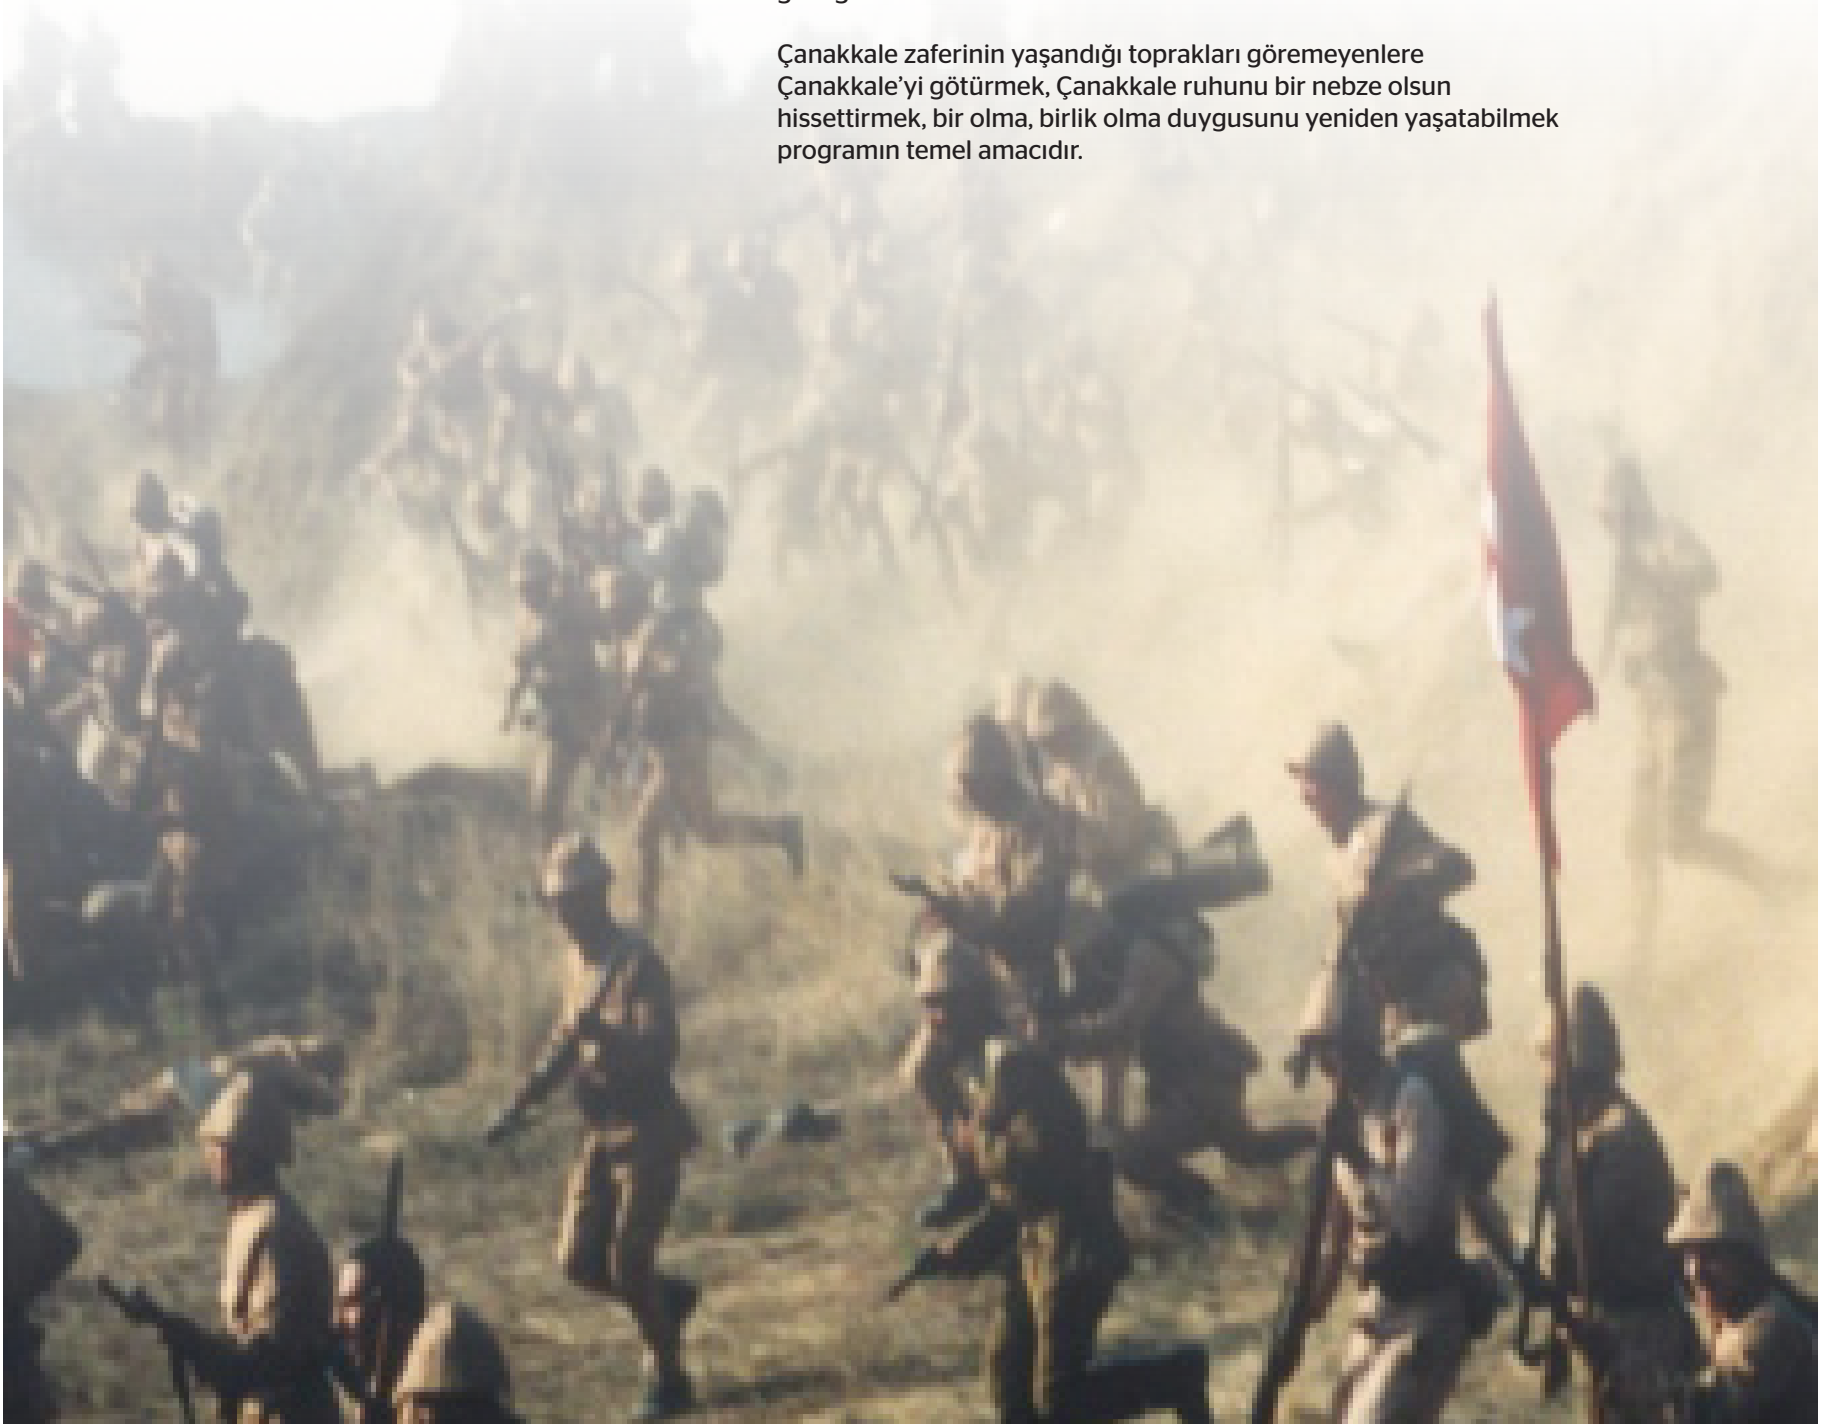 Çanakkale zaferinin yaşandığı toprakları göremeyenlere
Çanakkale’yi götürmek, Çanakkale ruhunu bir nebze olsun
hissettirmek, bir olma, birlik olma duygusunu yeniden yaşatabilmek
programın temel amacıdır.